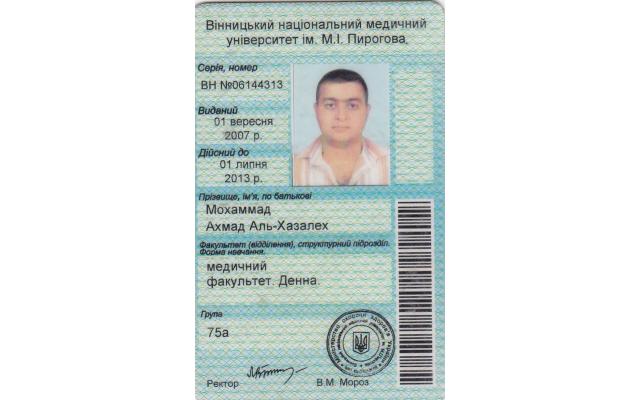 Вінницький національний медичний
університет ім. М.І. Пирогова
Серія, номер
ВН №06144313
Виданий
01 вересня
2007 р.
Дійсний до
01 липня
2013 р.
Прізвище, ім'я, по батькові
Мохаммад
Ахмад Аль-Хазалех
Факультет (відділення), структурний підрозділ.
Форма навчання.
медичний
факультет. Денна.
Група
75а
Ректор
В.М. Мороз